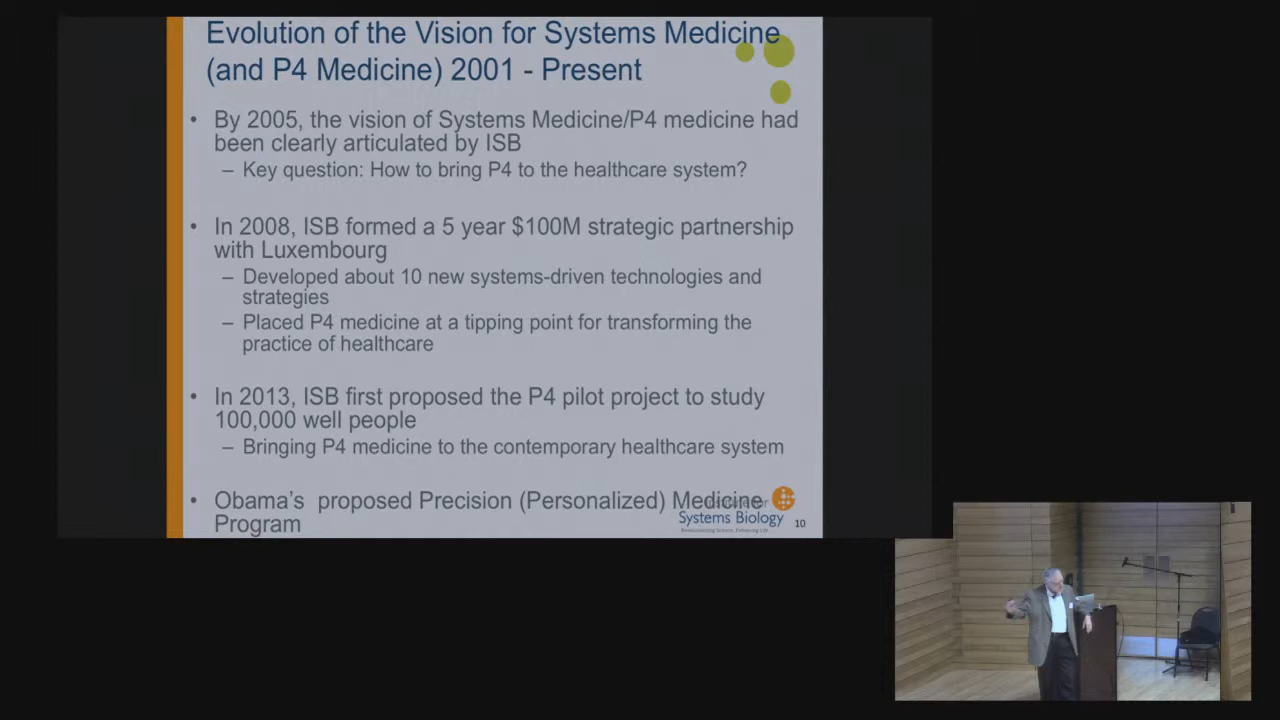 Evolution of the Vision for Systems Medicine
(and P4 Medicine) 2001 - Present
• By 2005, the vision of Systems Medicine/P4 medicine had
been clearly articulated by ISB
– Key question: How to bring P4 to the healthcare system?
• In 2008, ISB formed a 5 year $100M strategic partnership
with Luxembourg
– Developed about 10 new systems-driven technologies and
strategies
– Placed P4 medicine at a tipping point for transforming the
practice of healthcare
• In 2013, ISB first proposed the P4 pilot project to study
100,000 well people
– Bringing P4 medicine to the contemporary healthcare system
• Obama's proposed Precision (Personalized) Medicine
Program
Systems Biology
10